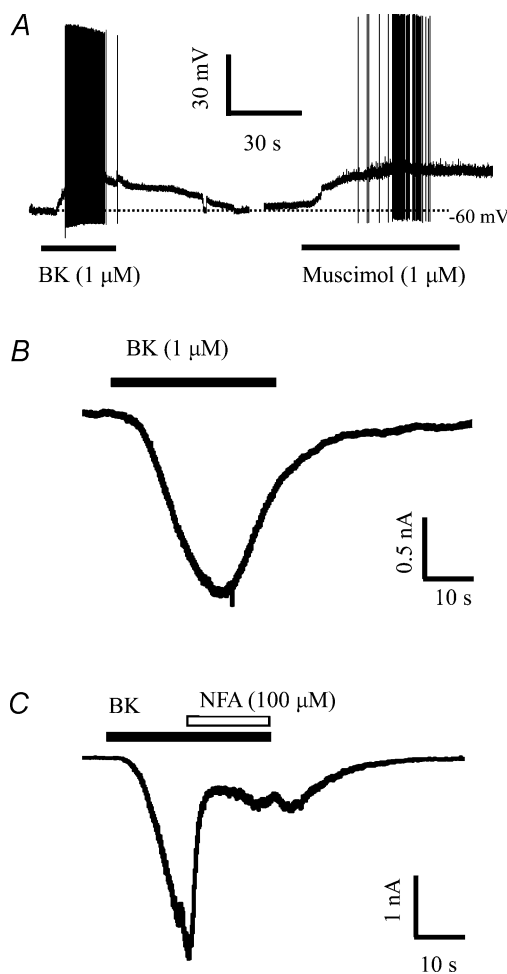 A
30 mV
30 s
-60 mV
BK (1 μM)
Muscimol (1 μM)
B
BK (1 μM)
0.5 nA
10 s
C
BK
NFA (100 μM)
1 nA
10 s